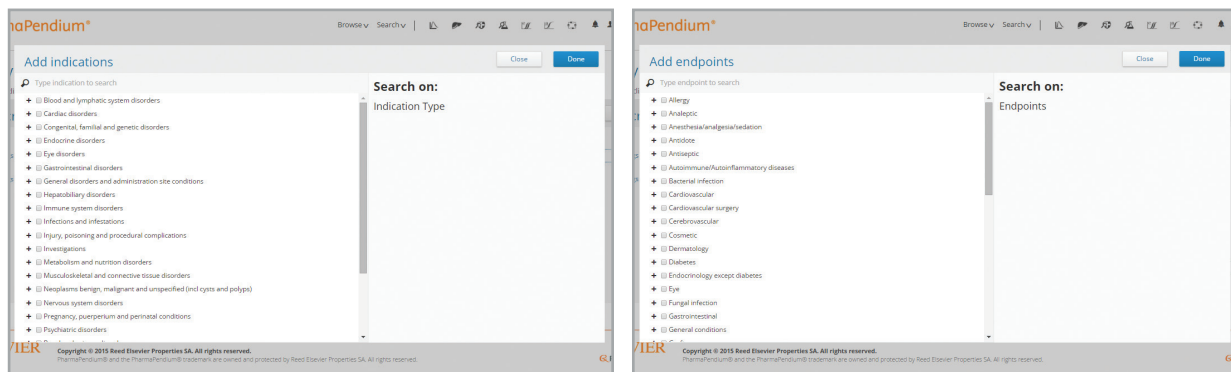 naPendium®
Browse Search
Add indications
Close
Done
Type indication to search
Blood and lymphatic system disorders
Cardiac disorders
Congenital, familial and genetic disorders
Endocrine disorders
Eye disorders
Gastrointestinal disorders
General disorders and administration site conditions
Hepatobiliary disorders
Immune system disorders
Infections and infestations
Injury, poisoning and procedural complications
Investigations
Metabolism and nutrition disorders
Musculoskeletal and connective tissue disorders
Neoplasms benign, malignant and unspecified (incl cysts and polyps)
Nervous system disorders
Pregnancy, puerperium and perinatal conditions
Psychiatric disorders
Search on:
Indication Type
VIER
Copyright © 2015 Reed Elsevier Properties SA. All rights reserved.
PharmaPendium® and the PharmaPendium® trademark are owned and protected by Reed Elsevier Properties SA. All rights reserved.
naPendium®
Browse Search
Add endpoints
Close
Done
Type endpoint to search
Allergy
Analeptic
Anesthesia/analgesia/sedation
Antidote
Antiseptic
Autoimmune/Autoinflammatory diseases
Bacterial infection
Cardiovascular
Cardiovascular surgery
Cerebrovascular
Cosmetic
Dermatology
Diabetes
Endocrinology except diabetes
Eye
Fungal infection
Gastrointestinal
General conditions
Search on:
Endpoints
VIER
Copyright © 2015 Reed Elsevier Properties SA. All rights reserved.
PharmaPendium® and the PharmaPendium® trademark are owned and protected by Reed Elsevier Properties SA. All rights reserved.